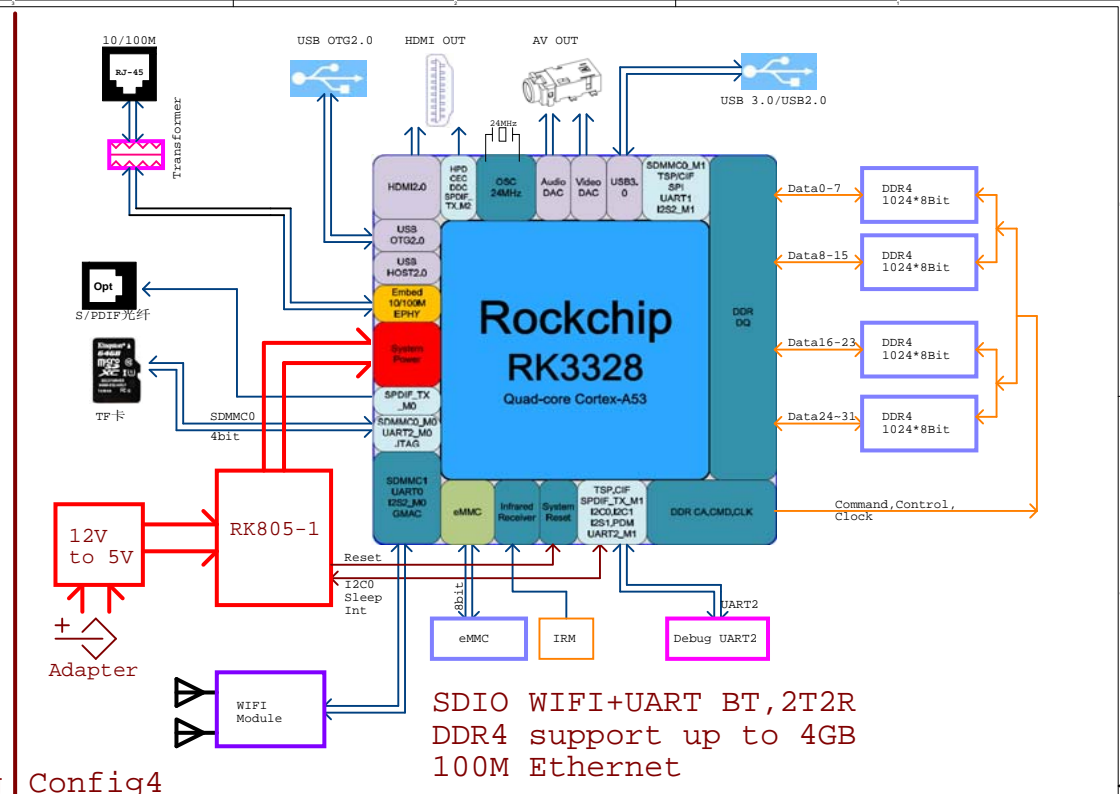 10/100M
USB OTG2.0
HDMI OUT
AV OUT
RJ-45
USB 3.0/USB2.0
Transformer
24MHz
HDMI2.0
HPD
CEC
DDC
SPDIF_
TX_M2
OSC
24MHz
Audio
DAC
Video
DAC
USB3.
0
SDMMC0_M1
TSP/CIF
SPI
UART1
I2S2_M1
USB
OTG2.0
USB
HOST2.0
Embed
10/100M
EPHY
System
Power
SPDIF_TX
_M0
SDMMC0_M0
UART2_M0
JTAG
SDMMC1
UART0
I2S2_M0
GMAC
Rockchip
RK3328
Quad-core Cortex-A53
DDR
DQ
Data0-7
DDR4
1024*8Bit
Data8-15
DDR4
1024*8Bit
Data16-23
DDR4
1024*8Bit
Data24-31
DDR4
1024*8Bit
Opt
S/PDIF光纤
Kingston
64GB
micro
XC I
TF卡
SDMMC0
4bit
eMMC
Infrared
Receiver
System
Reset
TSP,CIF
SPDIF_TX_M1
I2C0,I2C1
I2S1,PDM
UART2_M1
DDR CA,CMD,CLK
Command,Control,
Clock
12V
to 5V
RK805-1
Reset
I2C0
Sleep
Int
8bit
UART2
Adapter
eMMC
IRM
Debug UART2
WIFI
Module
SDIO WIFI+UART BT,2T2R
DDR4 support up to 4GB
100M Ethernet
Config4